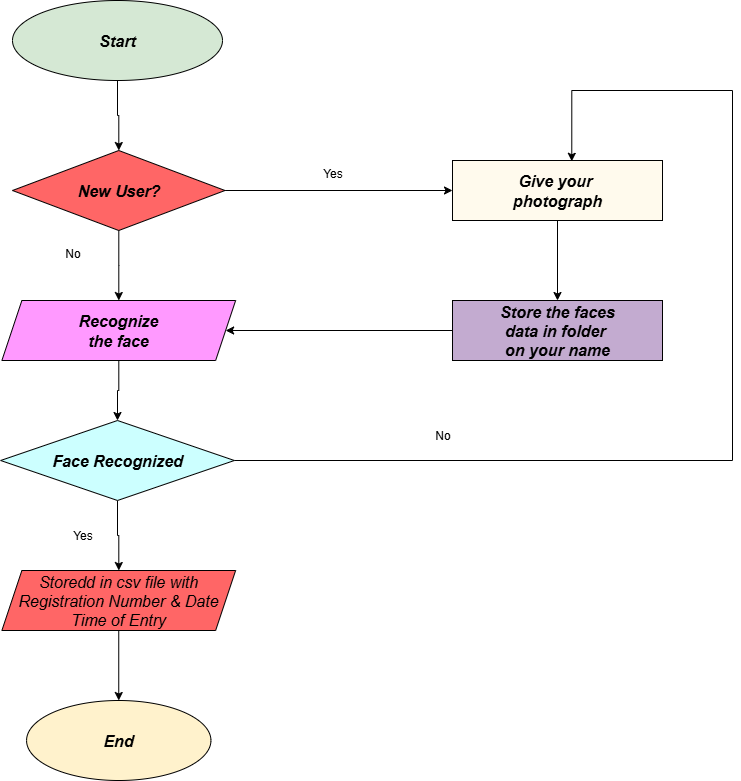 Start
New User?
Yes
Give your
photograph
No
Recognize
the face
Store the faces
data in folder
on your name
Face Recognized
No
Yes
Storedd in csv file with
Registration Number & Date
Time of Entry
End